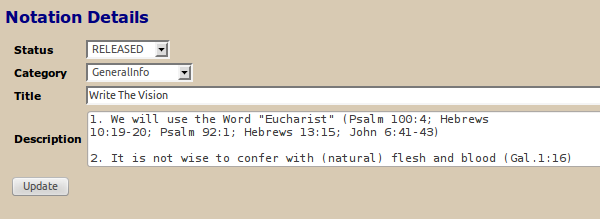 Notation Details
Status RELEASED
Category GeneralInfo
Title Write The Vision
Description
1. We will use the Word "Eucharist" (Psalm 100:4; Hebrews
10:19-20; Psalm 92:1; Hebrews 13:15; John 6:41-43)
2. It is not wise to confer with (natural) flesh and blood (Gal.1:16)
Update